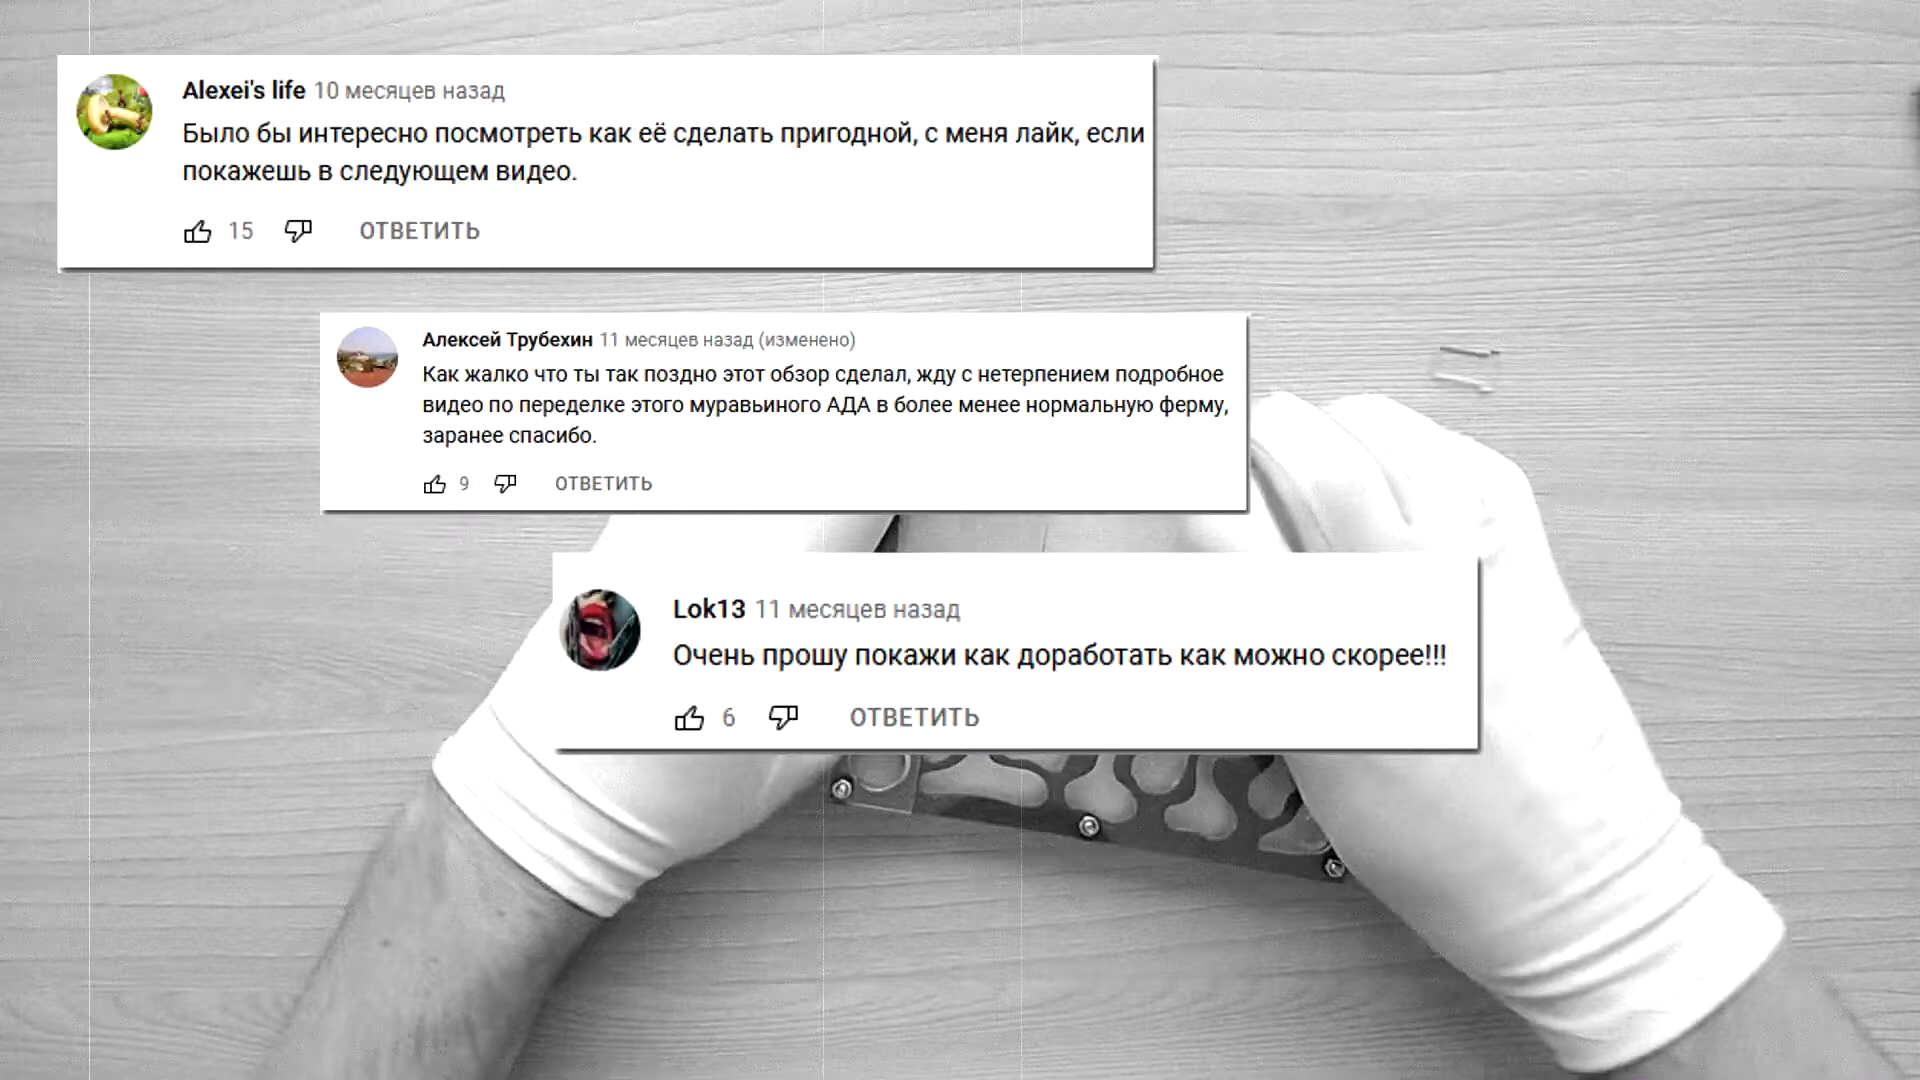 Alexei's life 10 месяцев назад
Было бы интересно посмотреть как её сделать пригодной, с меня лайк, если
покажешь в следующем видео.
15 ОТВЕТИТЬ
Алексей Трубехин 11 месяцев назад (изменено)
Как жалко что ты так поздно этот обзор сделал, жду с нетерпением подробное
видео по переделке этого муравьиного АДА в более менее нормальную ферму,
заранее спасибо.
9 ОТВЕТИТЬ
Lok13 11 месяцев назад
Очень прошу покажи как доработать как можно скорее!!!
6 ОТВЕТИТЬ